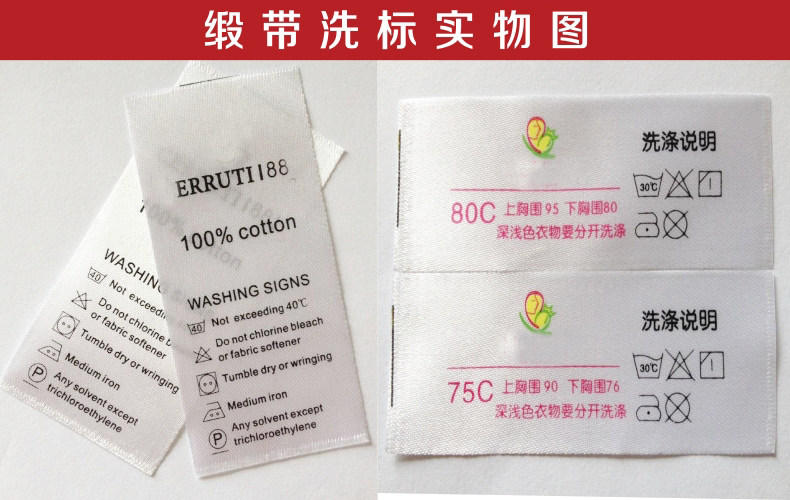 缎带洗标实物图
ERRUTI 188
100% cotton
WASHING SIGNS
40 Not exceeding 40℃
Do not chlorine bleach
or fabric softener
Tumble dry or wringing
Medium iron
P Any solvent except
trichloroethylene
WASHING
40 Not exceedin
Do not chlorine
or fabric softener
Tumble dry or wringing
Medium iron
P Any solvent except
trichloroethylene
洗涤说明
30℃
80C 上胸围 95 下胸围80
深浅色衣物要分开洗涤
洗涤说明
30℃
75C 上胸围 90 下胸围76
深浅色衣物要分开洗涤